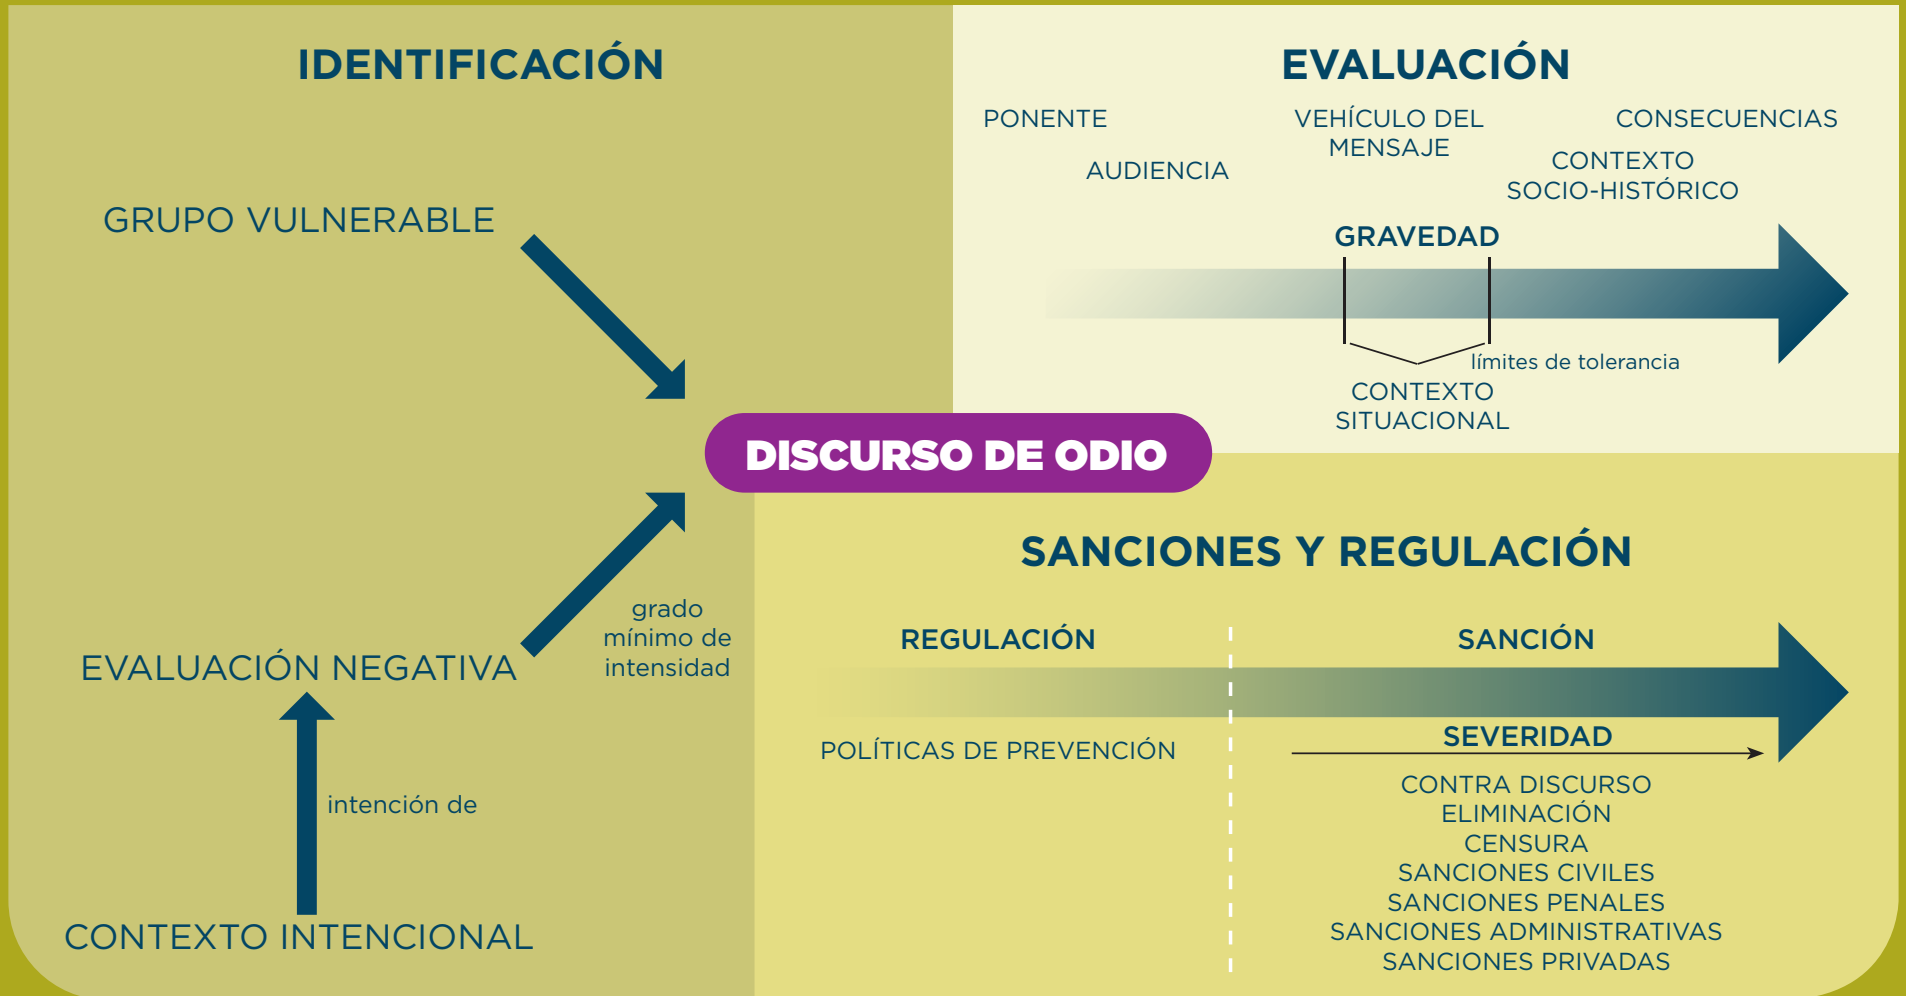 IDENTIFICACIÓN
GRUPO VULNERABLE
EVALUACIÓN NEGATIVA
grado
mínimo de
intensidad
intención de
CONTEXTO INTENCIONAL
DISCURSO DE ODIO
EVALUACIÓN
PONENTE
AUDIENCIA
VEHÍCULO DEL
MENSAJE
CONSECUENCIAS
CONTEXTO
SOCIO-HISTÓRICO
GRAVEDAD
límites de tolerancia
CONTEXTO
SITUACIONAL
SANCIONES Y REGULACIÓN
REGULACIÓN
POLÍTICAS DE PREVENCIÓN
SANCIÓN
SEVERIDAD
CONTRA DISCURSO
ELIMINACIÓN
CENSURA
SANCIONES CIVILES
SANCIONES PENALES
SANCIONES ADMINISTRATIVAS
SANCIONES PRIVADAS